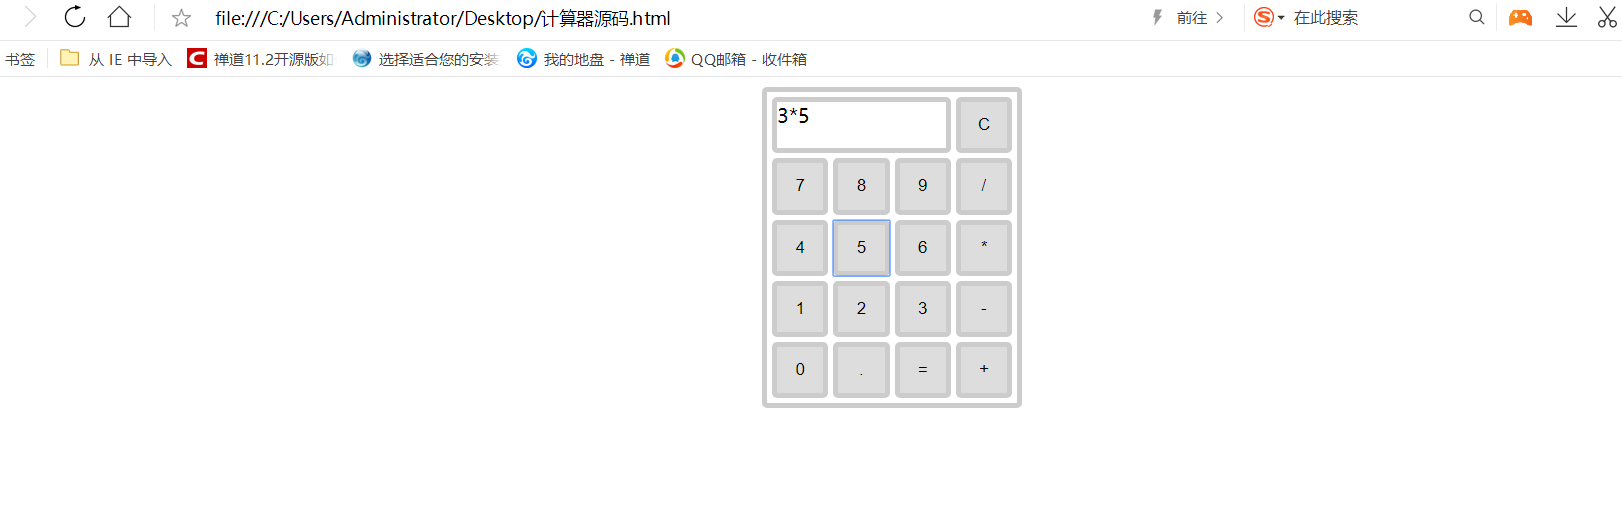 file:///C:/Users/Administrator/Desktop/计算器源码.html 前往 在此搜索
书签 从 IE 中导入 禅道11.2开源版如 选择适合您的安装 我的地盘 - 禅道 QQ邮箱 - 收件箱
3*5 C
7 8 9 /
4 5 6 *
1 2 3 -
0 . = +